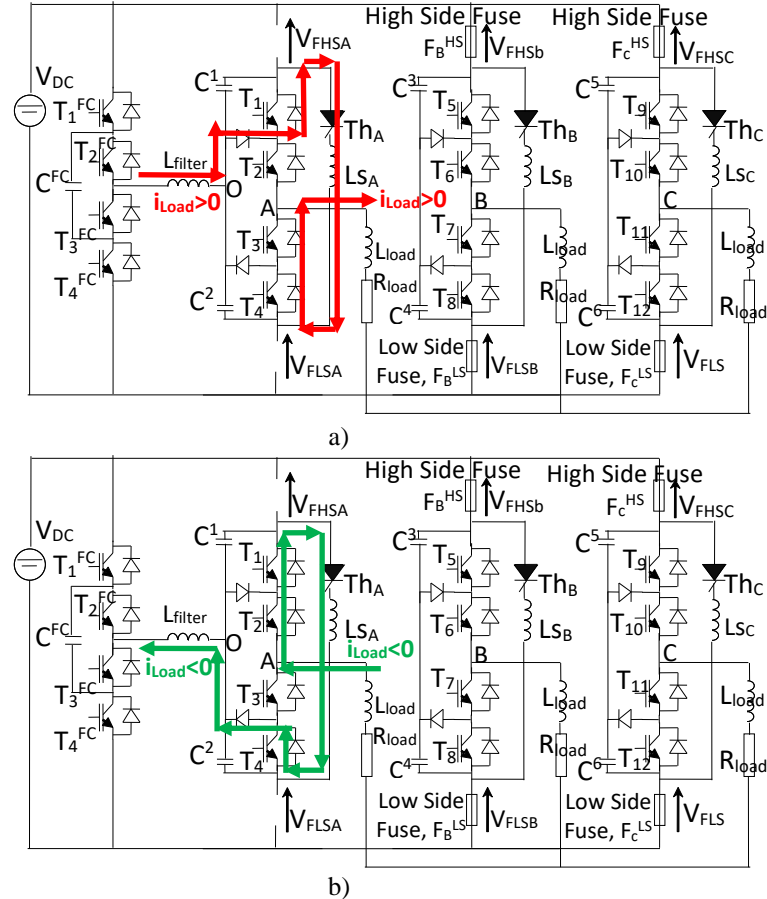 High Side Fuse High Side Fuse
V_FHSA F_B^HS V_FHSb F_c^HS V_FHSC
V_DC C^1 C^3 C^5
T_1^FC T_1 T_5 T_9
T_2^FC Th_A Th_B Th_C
L_filter T_2 T_6 T_10
C^FC O Ls_A Ls_B Ls_C
i_Load>0 A i_Load>0 B C
T_3^FC T_3 T_7 T_11
L_load L_load L_load
T_4^FC C^2 T_4 R_load C^4 T_8 R_load C^6 T_12 R_load
V_FLSA Low Side V_FLSB Low Side V_FLS
Fuse, F_B^LS Fuse, F_c^LS
a)
High Side Fuse High Side Fuse
V_FHSA F_B^HS V_FHSb F_c^HS V_FHSC
V_DC C^1 C^3 C^5
T_1^FC T_1 T_5 T_9
T_2^FC Th_A Th_B Th_C
L_filter T_2 T_6 T_10
C^FC O Ls_A Ls_B Ls_C
i_Load<0 A i_Load<0 B C
T_3^FC T_3 T_7 T_11
L_load L_load L_load
T_4^FC C^2 T_4 R_load C^4 T_8 R_load C^6 T_12 R_load
V_FLSA Low Side V_FLSB Low Side V_FLS
Fuse, F_B^LS Fuse, F_c^LS
b)